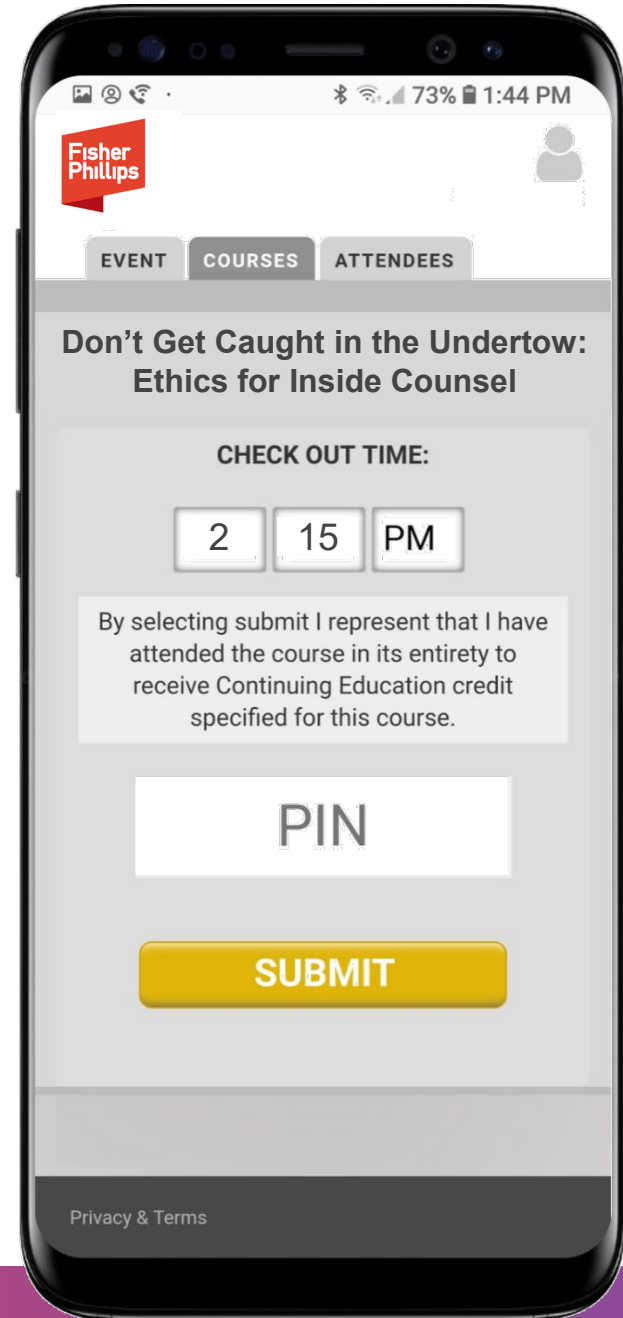 73% 1:44 PM
Fisher
Phillips
EVENT COURSES ATTENDEES
Don’t Get Caught in the Undertow:
Ethics for Inside Counsel
CHECK OUT TIME:
2 15 PM
By selecting submit I represent that I have
attended the course in its entirety to
receive Continuing Education credit
specified for this course.
PIN
SUBMIT
Privacy & Terms